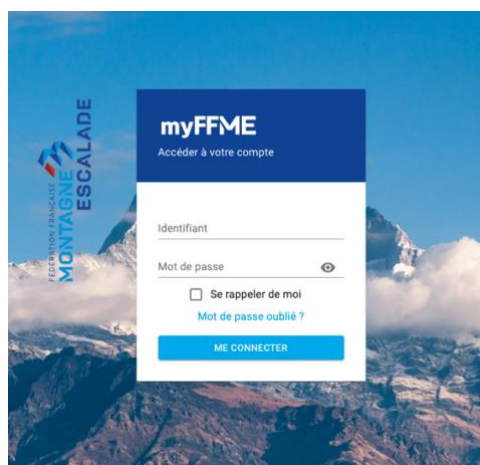 FÉDÉRATION FRANÇAISE
MONTAGNE
ESCALADE
myFFME
Accéder à votre compte
Identifiant
Mot de passe
Se rappeler de moi
Mot de passe oublié ?
ME CONNECTER